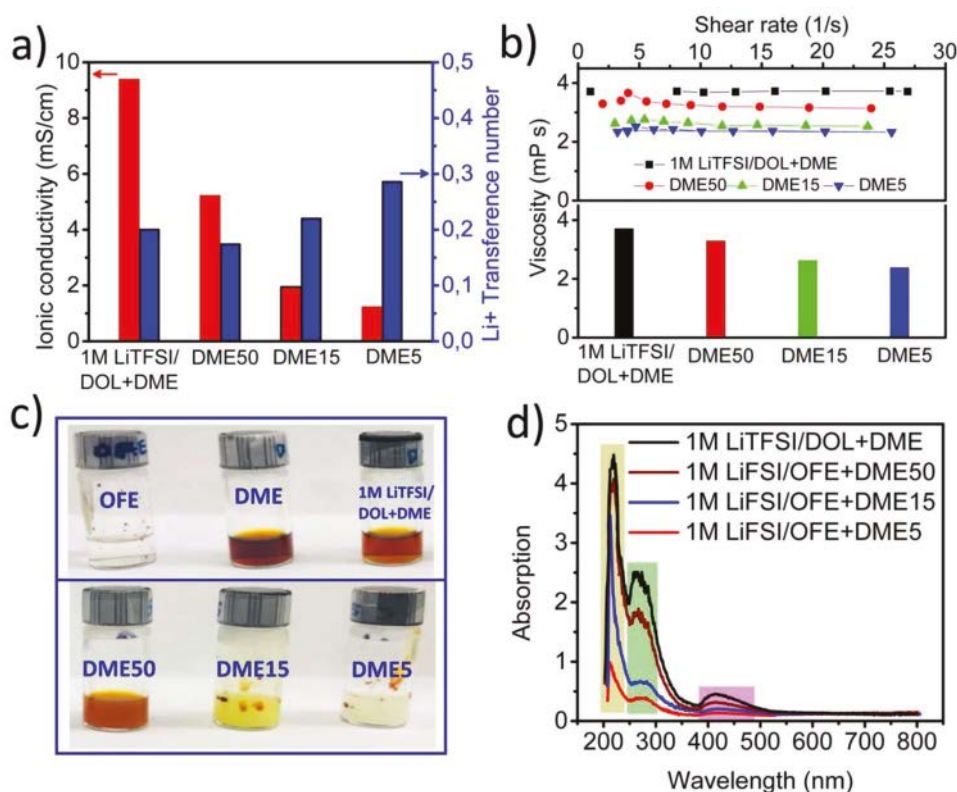 a)
Ionic conductivity (mS/cm)
10
8
6
4
2
0
0,5
0,4
0,3
0,2
0,1
0,0
Li+ Transference number
1M LiTFSI/
DOL+DME
DME50
DME15
DME5
b)
Shear rate (1/s)
0 5 10 15 20 25 30
Viscosity (mP s)
4
2
0
1M LiTFSI/DOL+DME
DME50 DME15 DME5
4
2
0
1M LiTFSI/
DOL+DME
DME50
DME15
DME5
c)
OFE
OFE
DME
1M LiTFSI/
DOL+DME
DME50
DME15
DME5
d)
Absorption
5
4
3
2
1
0
1M LiTFSI/DOL+DME
1M LiFSI/OFE+DME50
1M LiFSI/OFE+DME15
1M LiFSI/OFE+DME5
200 300 400 500 600 700 800
Wavelength (nm)